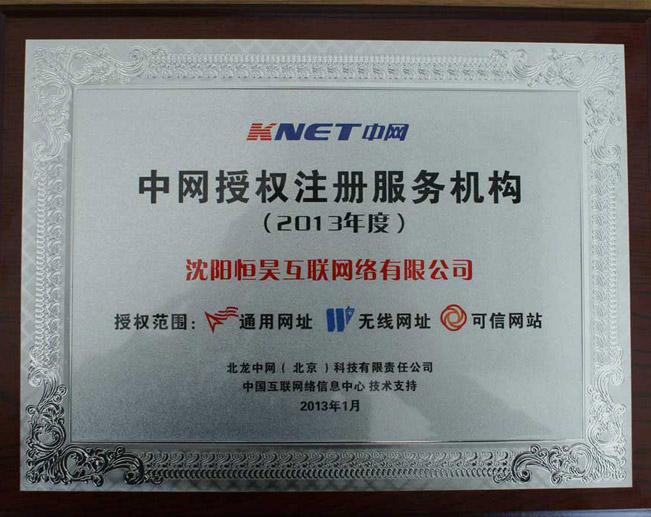 KNET中网
中网授权注册服务机构
（2013年度）
沈阳恒昊互联网络有限公司
授权范围：通用网址 无线网址 可信网站
北龙中网（北京）科技有限责任公司
中国互联网络信息中心 技术支持
2013年1月